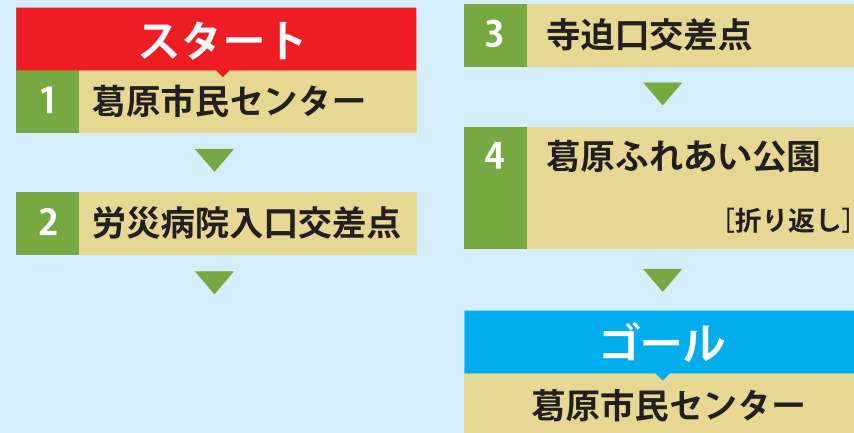 スタート
1 葛原市民センター
2 労災病院入口交差点
3 寺迫口交差点
4 葛原ふれあい公園
[折り返し]
ゴール
葛原市民センター